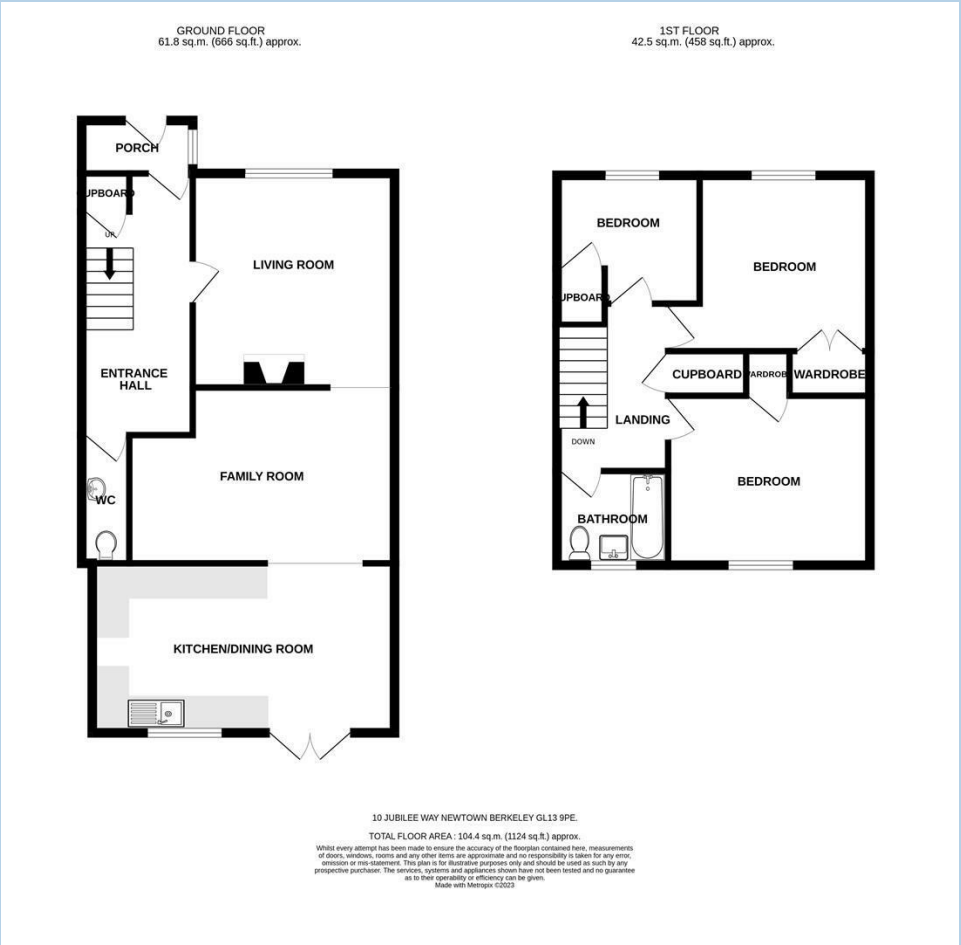 GROUND FLOOR
61.8 sq.m. (666 sq.ft.) approx.
1ST FLOOR
42.5 sq.m. (458 sq.ft.) approx.
PORCH
CUPBOARD
UP
LIVING ROOM
ENTRANCE
HALL
FAMILY ROOM
WC
KITCHEN/DINING ROOM
BEDROOM
BEDROOM
CUPBOARD
CUPBOARD
WARDROBE
WARDROBE
LANDING
DOWN
BEDROOM
BATHROOM
10 JUBILEE WAY NEWTOWN BERKELEY GL13 9PE.
TOTAL FLOOR AREA : 104.4 sq.m. (1124 sq.ft.) approx.
Whilst every attempt has been made to ensure the accuracy of the floorplan contained here, measurements
of doors, windows, rooms and any other items are approximate and no responsibility is taken for any error,
omission or mis-statement. This plan is for illustrative purposes only and should be used as such by any
prospective purchaser. The services, systems and appliances shown have not been tested and no guarantee
as to their operability or efficiency can be given.
Made with Metropix ©2023